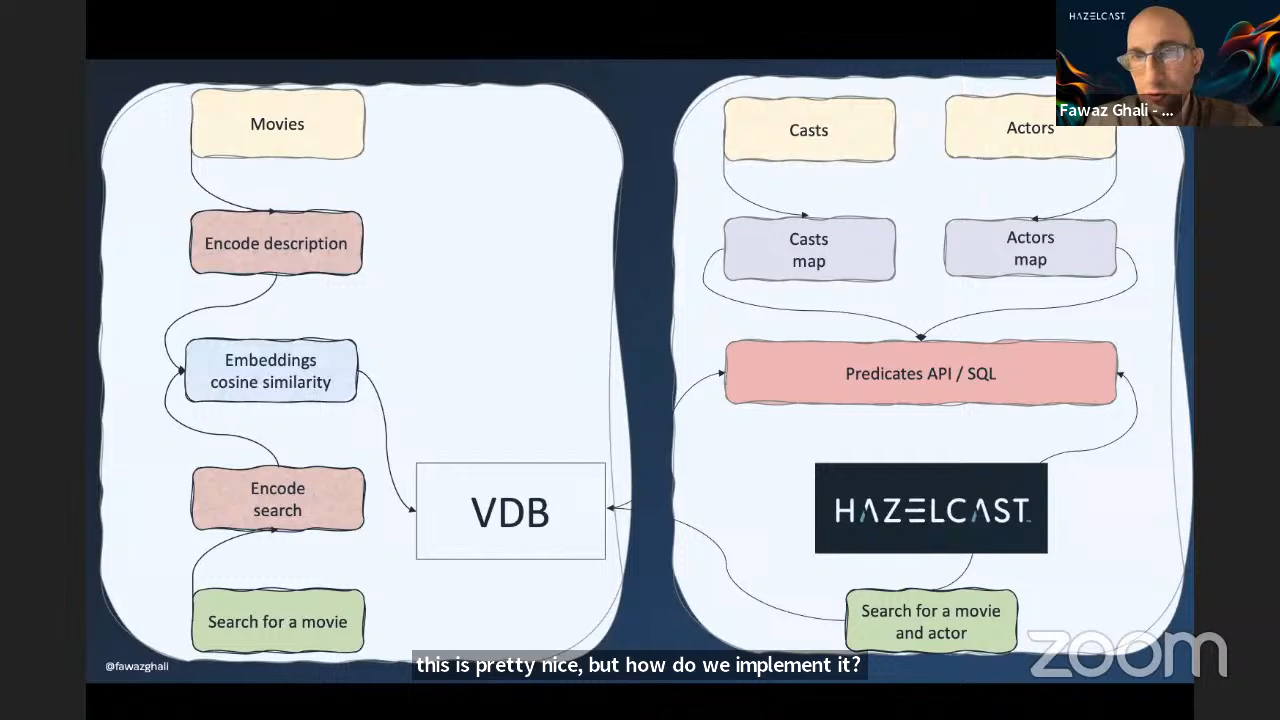 HAZELCAST
Fawaz Ghali - ...
Movies
Encode description
Embeddings
cosine similarity
Encode
search
Search for a movie
VDB
Casts
Actors
Casts
map
Actors
map
Predicates API / SQL
HAZELCAST
Search for a movie
and actor
@fawazghali
this is pretty nice, but how do we implement it?
zoom